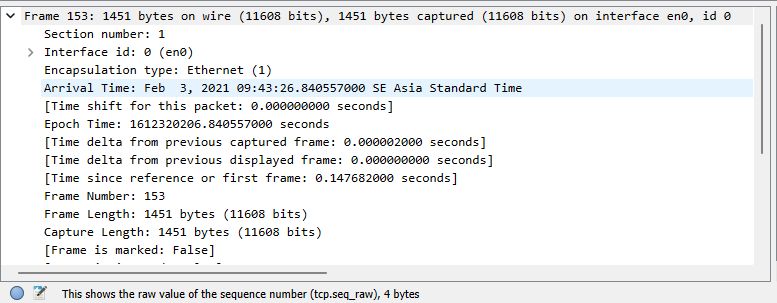 Frame 153: 1451 bytes on wire (11608 bits), 1451 bytes captured (11608 bits) on interface en0, id 0
Section number: 1
Interface id: 0 (en0)
Encapsulation type: Ethernet (1)
Arrival Time: Feb  3, 2021 09:43:26.840557000 SE Asia Standard Time
[Time shift for this packet: 0.000000000 seconds]
Epoch Time: 1612320206.840557000 seconds
[Time delta from previous captured frame: 0.000002000 seconds]
[Time delta from previous displayed frame: 0.000000000 seconds]
[Time since reference or first frame: 0.147682000 seconds]
Frame Number: 153
Frame Length: 1451 bytes (11608 bits)
Capture Length: 1451 bytes (11608 bits)
[Frame is marked: False]
This shows the raw value of the sequence number (tcp.seq_raw), 4 bytes